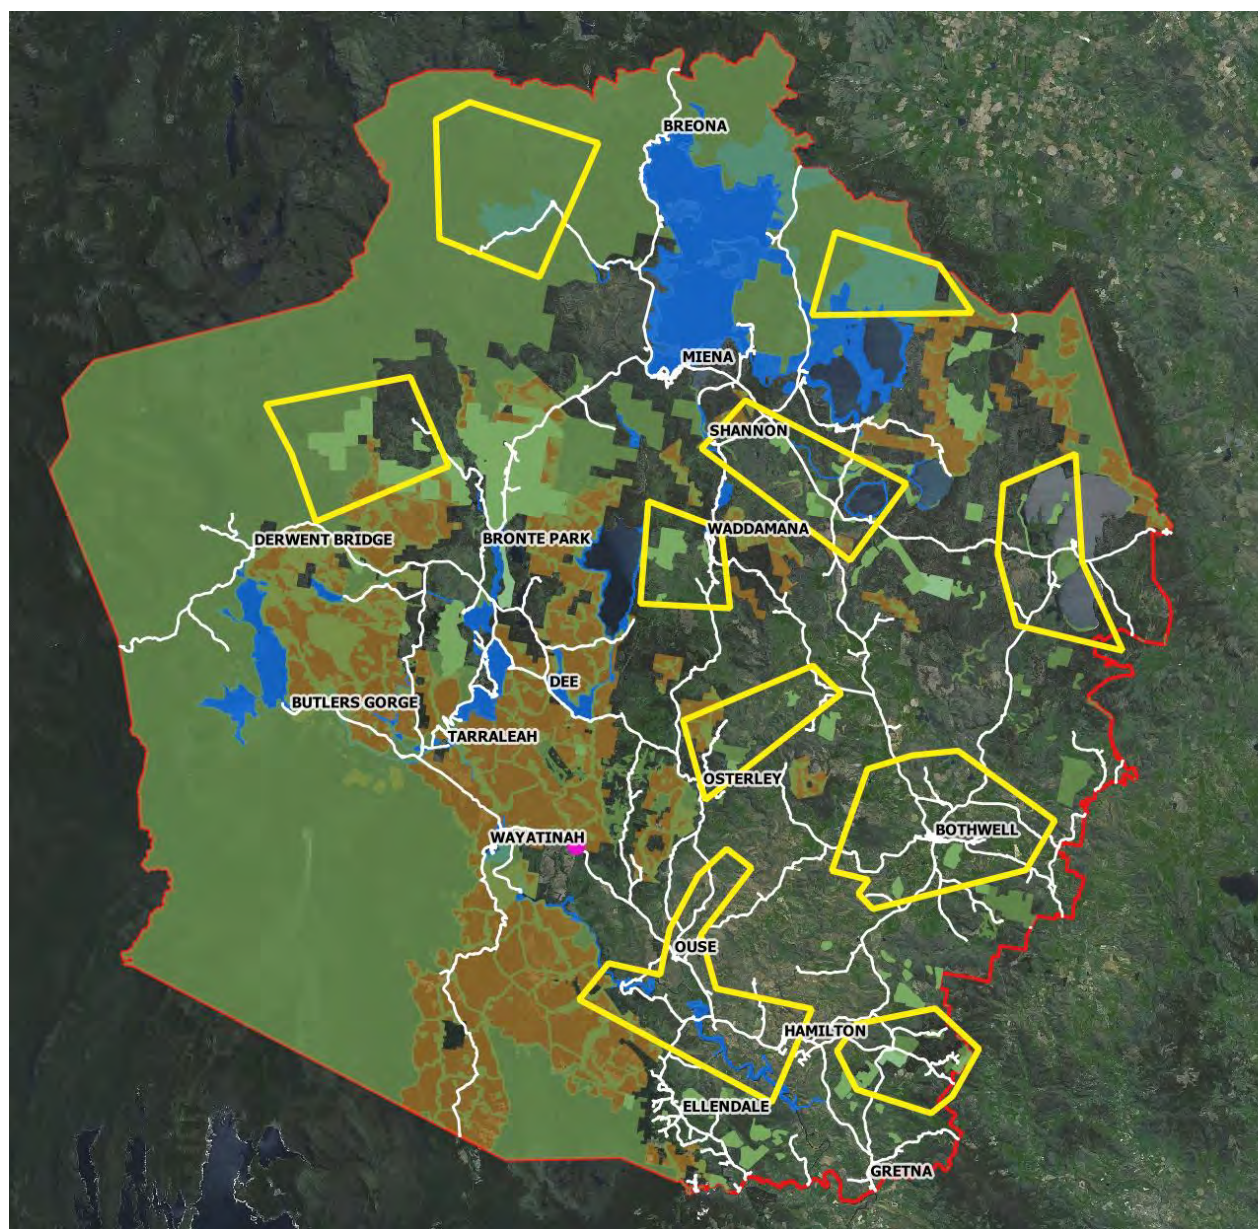 BREONA
MIENA
SHANNON
WADDAMANA
DERWENT BRIDGE
BRONTE PARK
DEE
BUTLERS GORGE
TARRALEAH
OSTERLEY
WAYATINAH
BOTHWELL
OUSE
HAMILTON
ELLENDALE
GRETNA